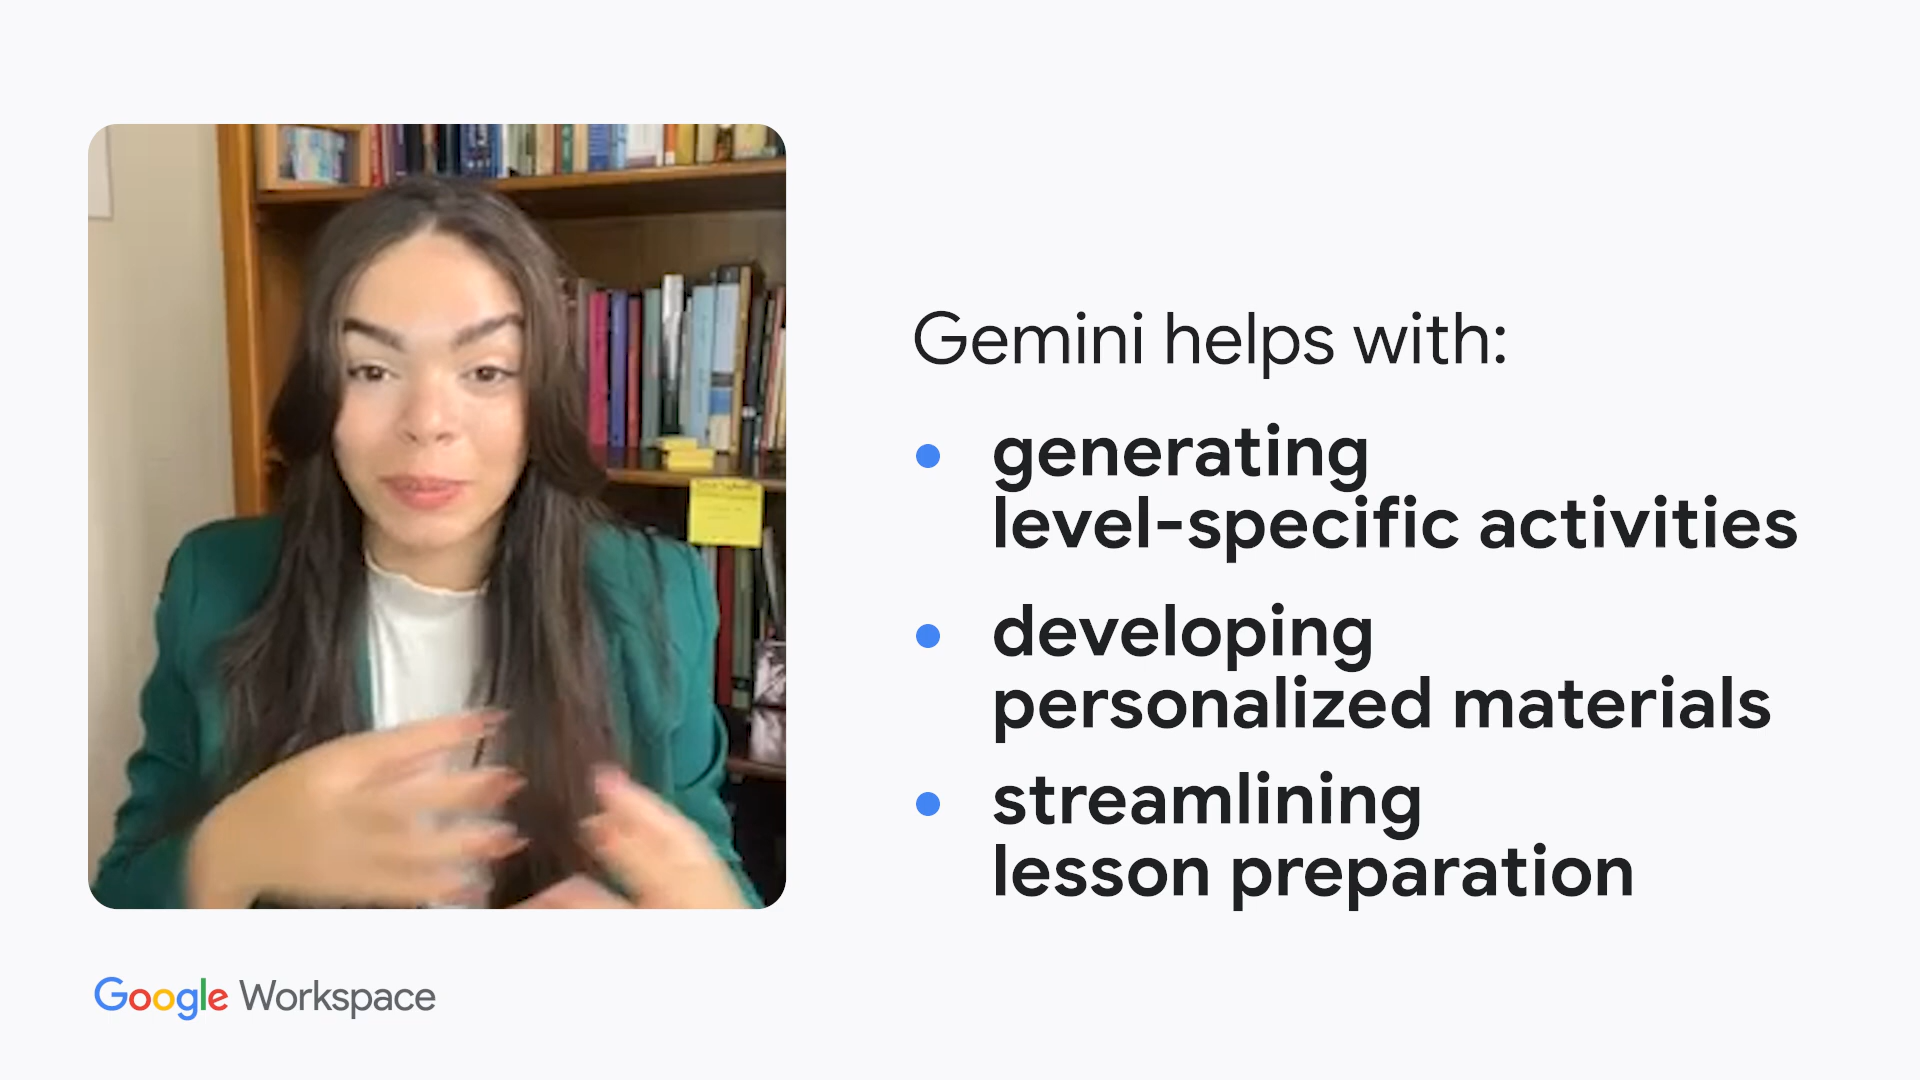 Gemini helps with:
generating
level-specific activities
developing
personalized materials
streamlining
lesson preparation
Google Workspace